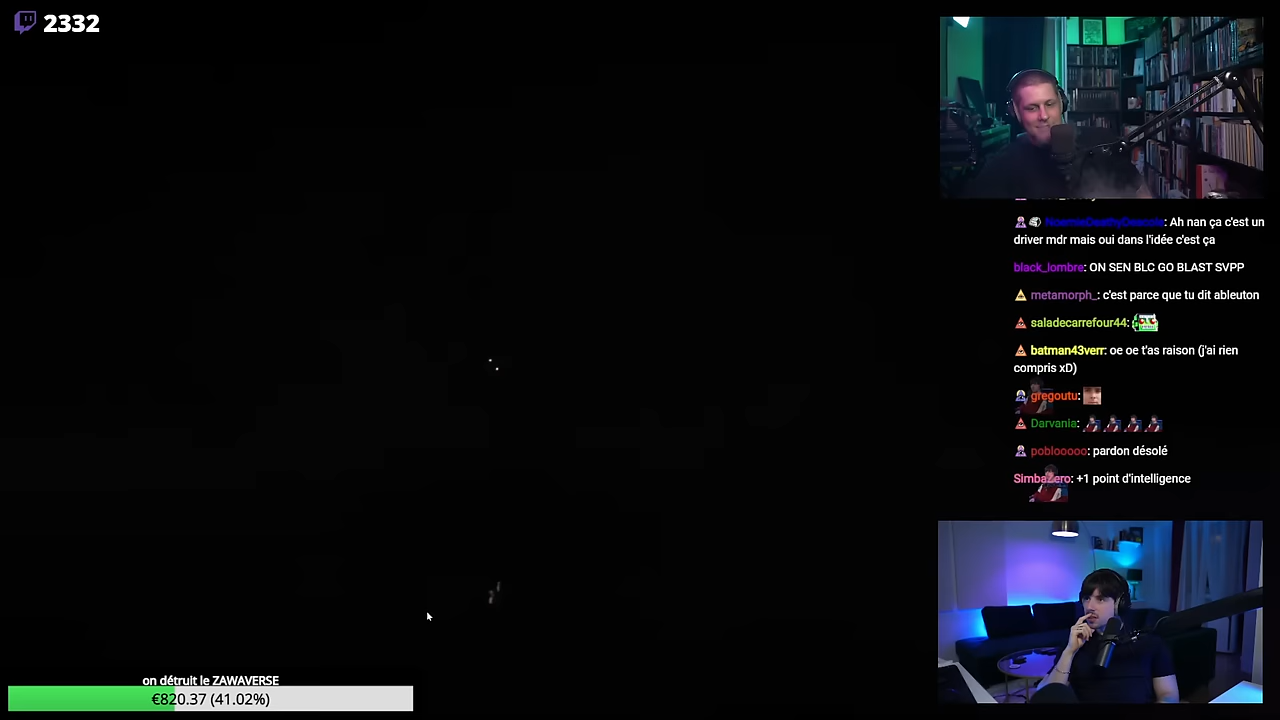 2332
NoemieDeathyDescole: Ah nan ça c'est un
driver mdr mais oui dans l'idée c'est ça
black_lombre: ON SEN BLC GO BLAST SVPP
metamorph_: c'est parce que tu dit ableuton
saladecarrefour44:
batman43verr: oe oe t'as raison (j'ai rien
compris xD)
gregoutu:
Darvania:
poblooooo: pardon désolé
SimbaZero: +1 point d'intelligence
on détruit le ZAWAVERSE
€820.37 (41.02%)